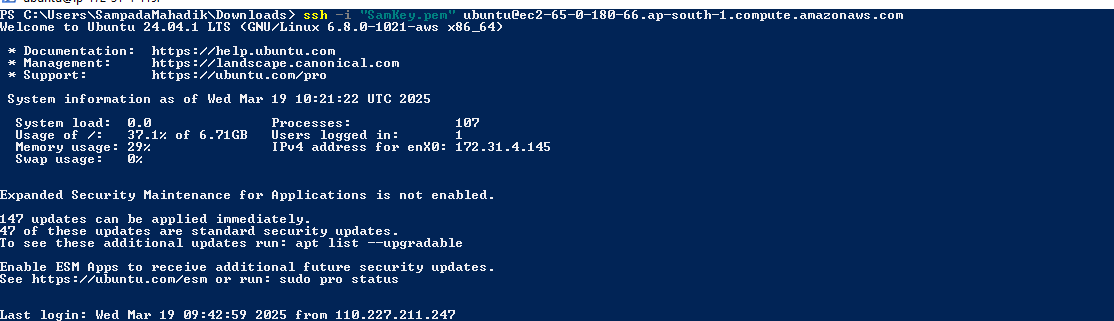 PS C:\Users\SampadaMahadik\Downloads> ssh -i "SamKey.pem" ubuntu@ec2-65-0-180-66.ap-south-1.compute.amazonaws.com
Welcome to Ubuntu 24.04.1 LTS (GNU/Linux 6.8.0-1021-aws x86_64)
* Documentation:  https://help.ubuntu.com
* Management:     https://landscape.canonical.com
* Support:        https://ubuntu.com/pro
System information as of Wed Mar 19 10:21:22 UTC 2025
System load:  0.0               Processes:             107
Usage of /:   37.1% of 6.71GB   Users logged in:       1
Memory usage: 29%               IPv4 address for enX0: 172.31.4.145
Swap usage:   0%
Expanded Security Maintenance for Applications is not enabled.
147 updates can be applied immediately.
47 of these updates are standard security updates.
To see these additional updates run: apt list --upgradable
Enable ESM Apps to receive additional future security updates.
See https://ubuntu.com/esm or run: sudo pro status
Last login: Wed Mar 19 09:42:59 2025 from 110.227.211.247